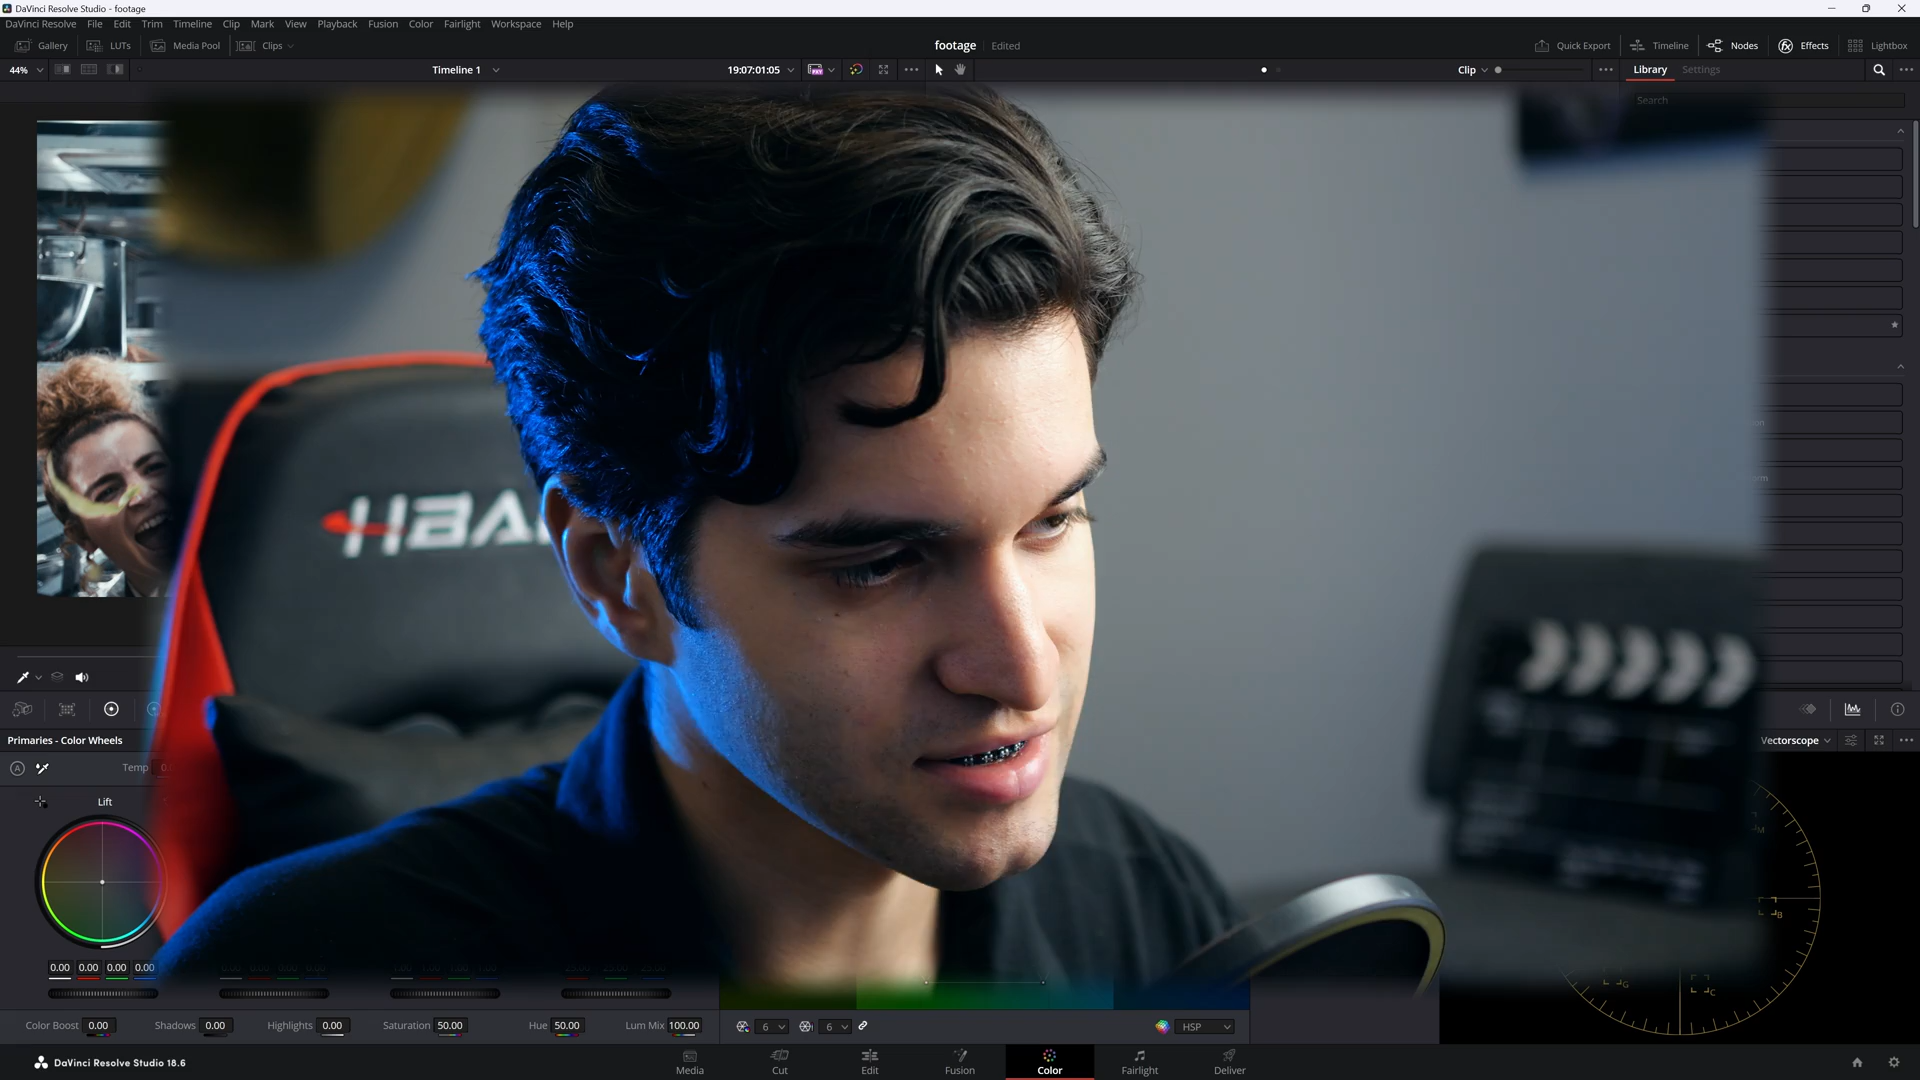 DaVinci Resolve Studio - footage
DaVinci Resolve File Edit Trim Timeline Clip Mark View Playback Fusion Color Fairlight Workspace Help
Gallery LUTs Media Pool Clips footage Edited Quick Export Timeline Nodes Effects Lightbox
44% Timeline 1 19:07:01:05 Clip Library Settings
Search
HBA
Primaries - Color Wheels Vectorscope
Temp
Lift
M
B
0.00 0.00 0.00 0.00
G
C
Color Boost 0.00 Shadows 0.00 Highlights 0.00 Saturation 50.00 Hue 50.00 Lum Mix 100.00 6 6 HSP
DaVinci Resolve Studio 18.6 Media Cut Edit Fusion Color Fairlight Deliver